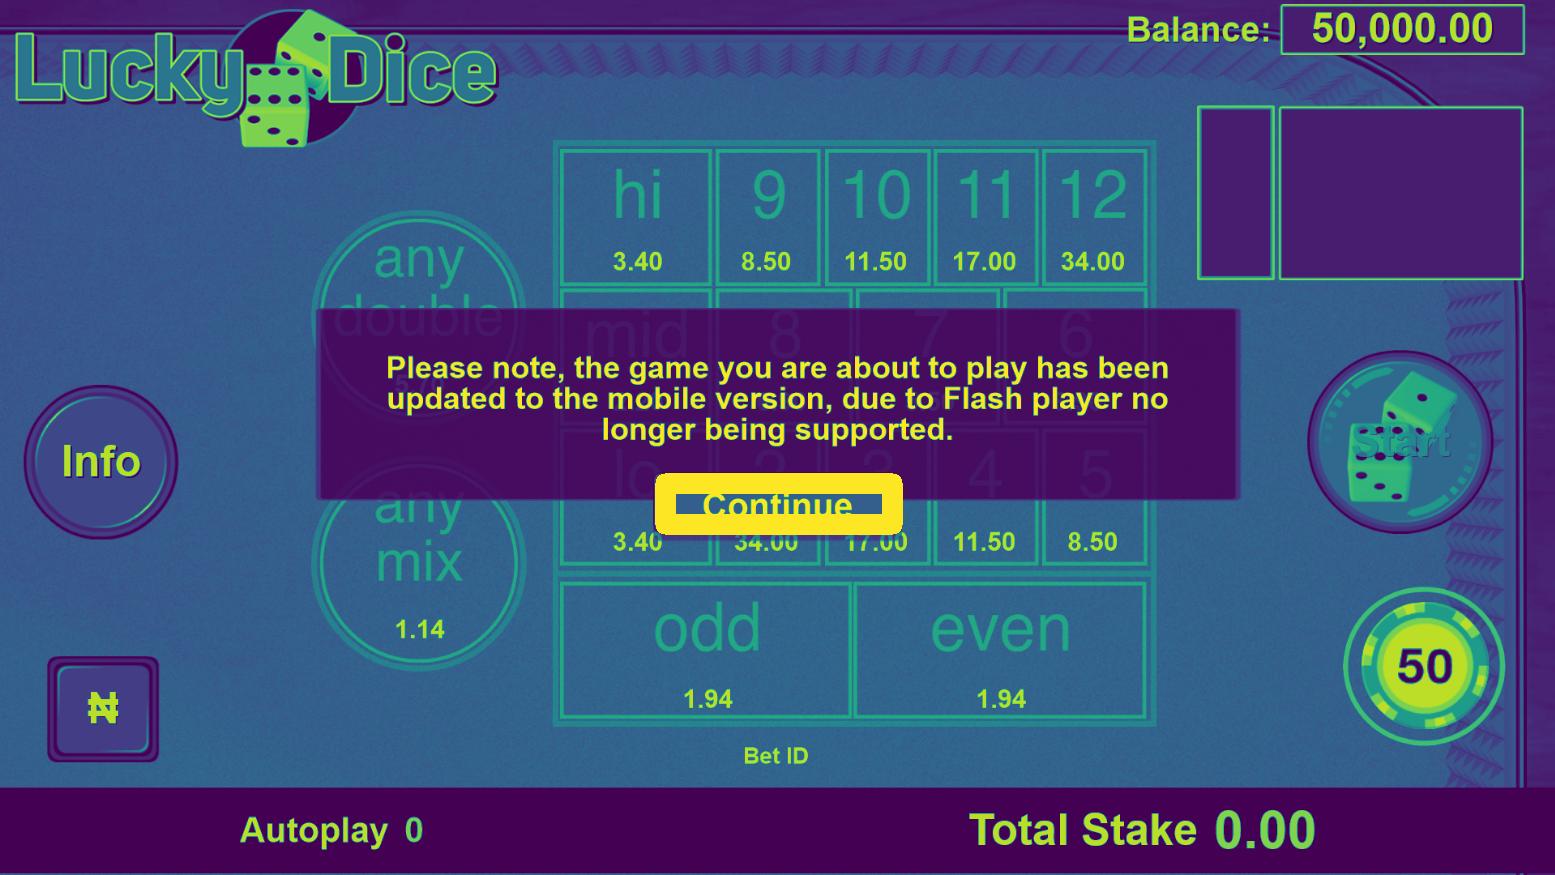 Lucky Dice
Balance: 50,000.00
hi 9 10 11 12
3.40 8.50 11.50 17.00 34.00
any
double
mid 8 7 6
Please note, the game you are about to play has been
updated to the mobile version, due to Flash player no
longer being supported.
Info
Start
lo 2 3 4 5
Continue
3.40 34.00 17.00 11.50 8.50
any
mix
1.14
odd even
1.94 1.94
50
₦
Bet ID
Autoplay 0
Total Stake 0.00